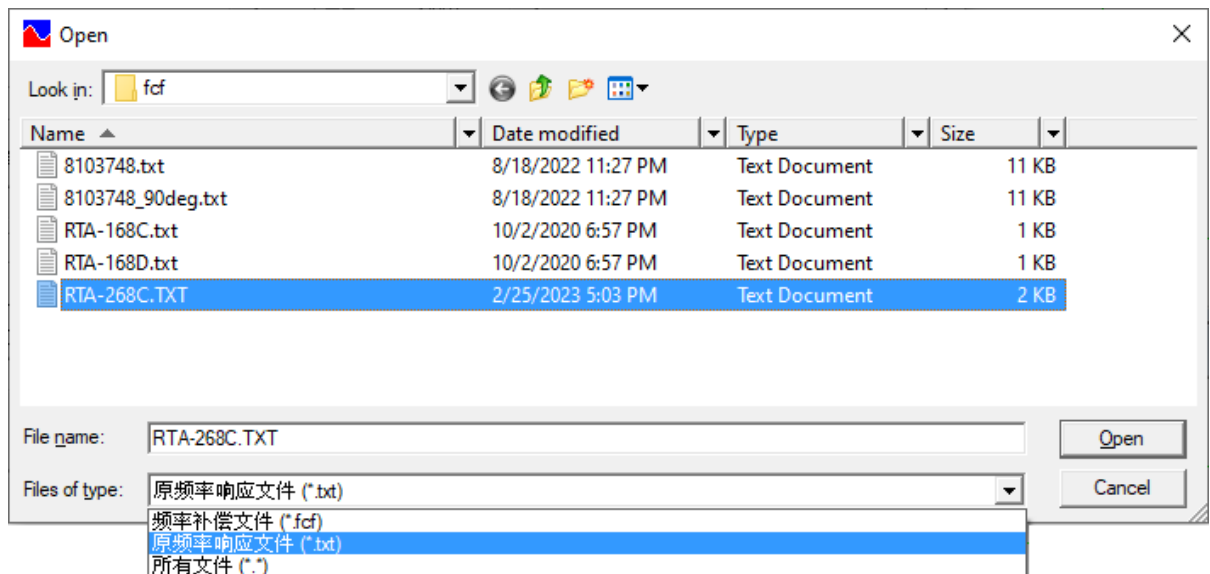 Open
Look in: fcf
Name Date modified Type Size
8103748.txt 8/18/2022 11:27 PM Text Document 11 KB
8103748_90deg.txt 8/18/2022 11:27 PM Text Document 11 KB
RTA-168C.txt 10/2/2020 6:57 PM Text Document 1 KB
RTA-168D.txt 10/2/2020 6:57 PM Text Document 1 KB
RTA-268C.TXT 2/25/2023 5:03 PM Text Document 2 KB
File name: RTA-268C.TXT Open
Files of type: 原频率响应文件 (*.txt) Cancel
频率补偿文件 (*.fcf)
原频率响应文件 (*.txt)
所有文件 (*.*)